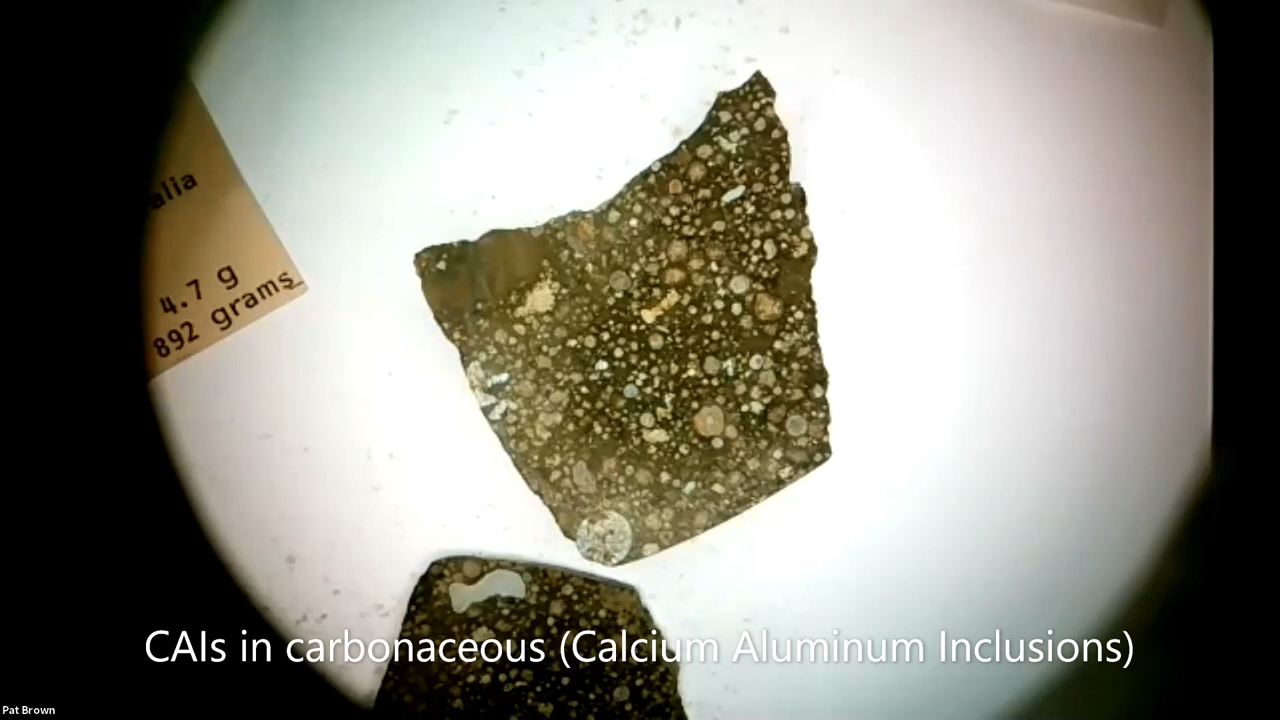 alia
4.7 g
892 grams
CAIs in carbonaceous (Calcium Aluminum Inclusions)
Pat Brown